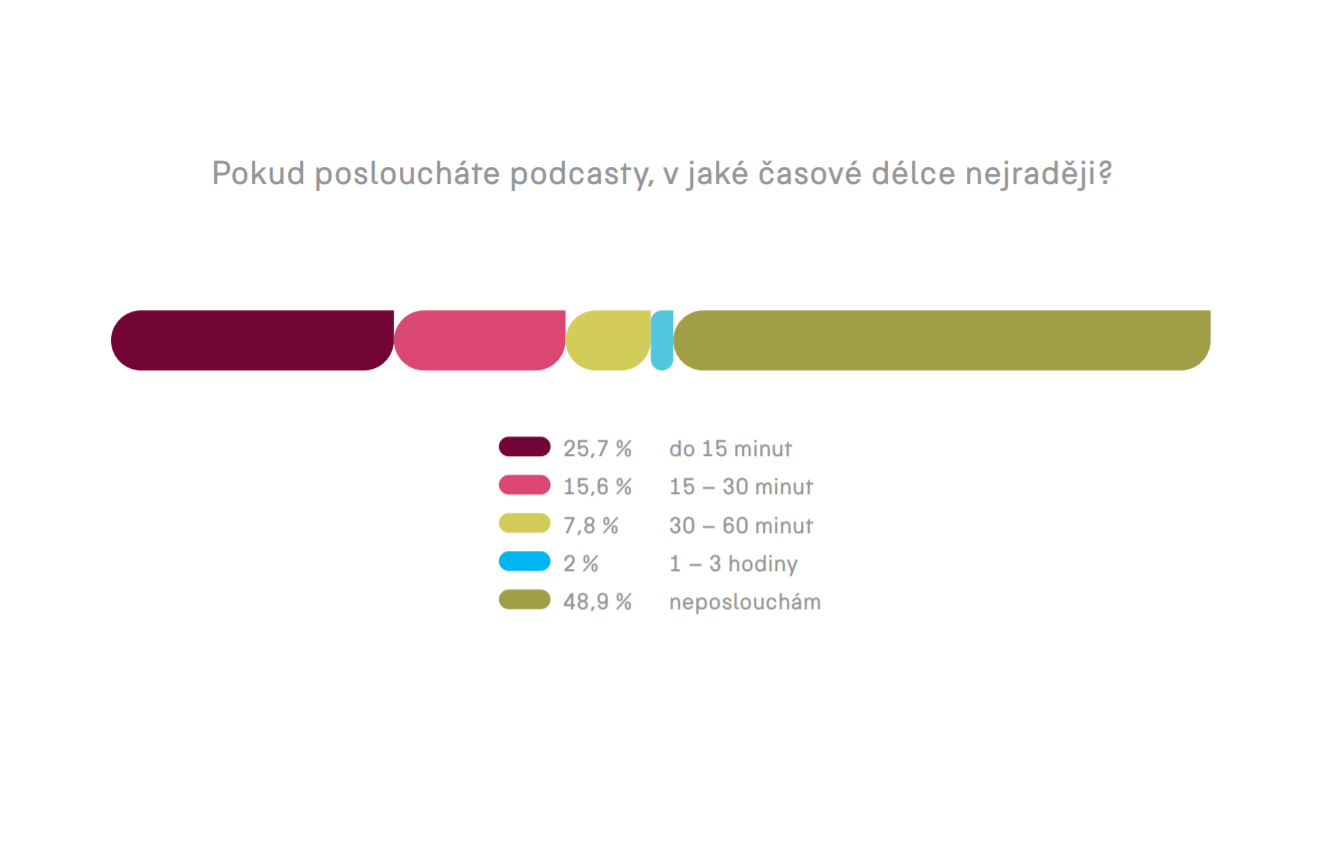 Pokud posloucháte podcasty, v jaké časové délce nejraději?
25,7 % do 15 minut
15,6 % 15 – 30 minut
7,8 % 30 – 60 minut
2 % 1 – 3 hodiny
48,9 % neposlouchám